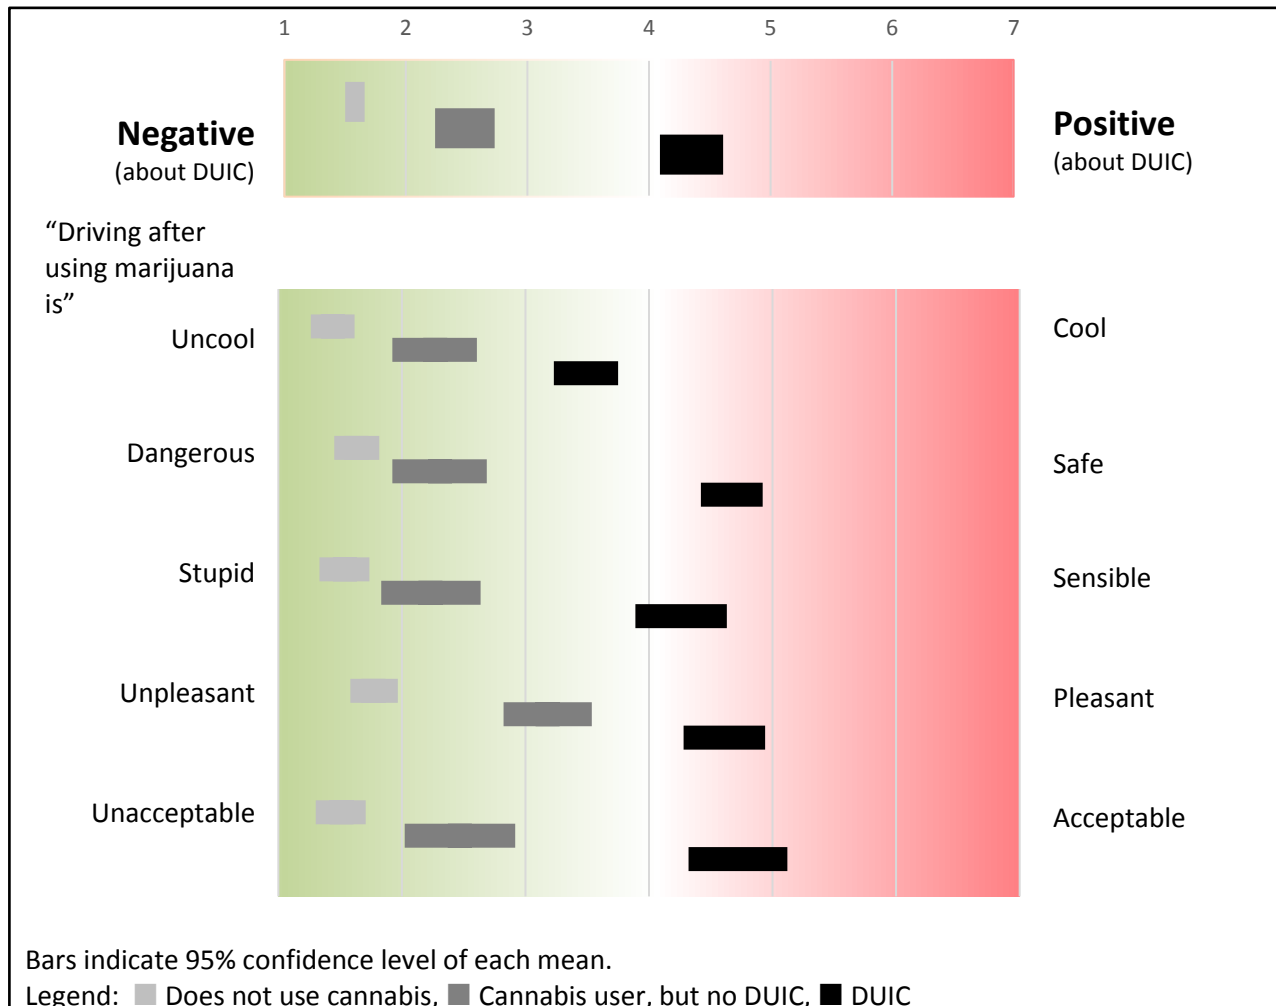 1 2 3 4 5 6 7
Negative
(about DUIC)
Positive
(about DUIC)
“Driving after
using marijuana
is”
Uncool
Cool
Dangerous
Safe
Stupid
Sensible
Unpleasant
Pleasant
Unacceptable
Acceptable
Bars indicate 95% confidence level of each mean.
Legend: Does not use cannabis, Cannabis user, but no DUIC, DUIC